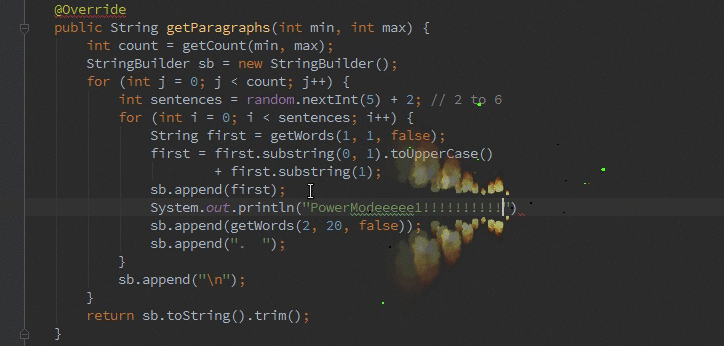 @Override
public String getParagraphs(int min, int max) {
int count = getCount(min, max);
StringBuilder sb = new StringBuilder();
for (int j = 0; j < count; j++) {
int sentences = random.nextInt(5) + 2; // 2 to 6
for (int i = 0; i < sentences; i++) {
String first = getWords(1, 1, false);
first = first.substring(0, 1).toUpperCase()
+ first.substring(1);
sb.append(first);
System.out.println("PowerModeeeee1!!!!!!!!!!!")
sb.append(getWords(2, 20, false));
sb.append(".  ");
}
sb.append("\n");
}
return sb.toString().trim();
}